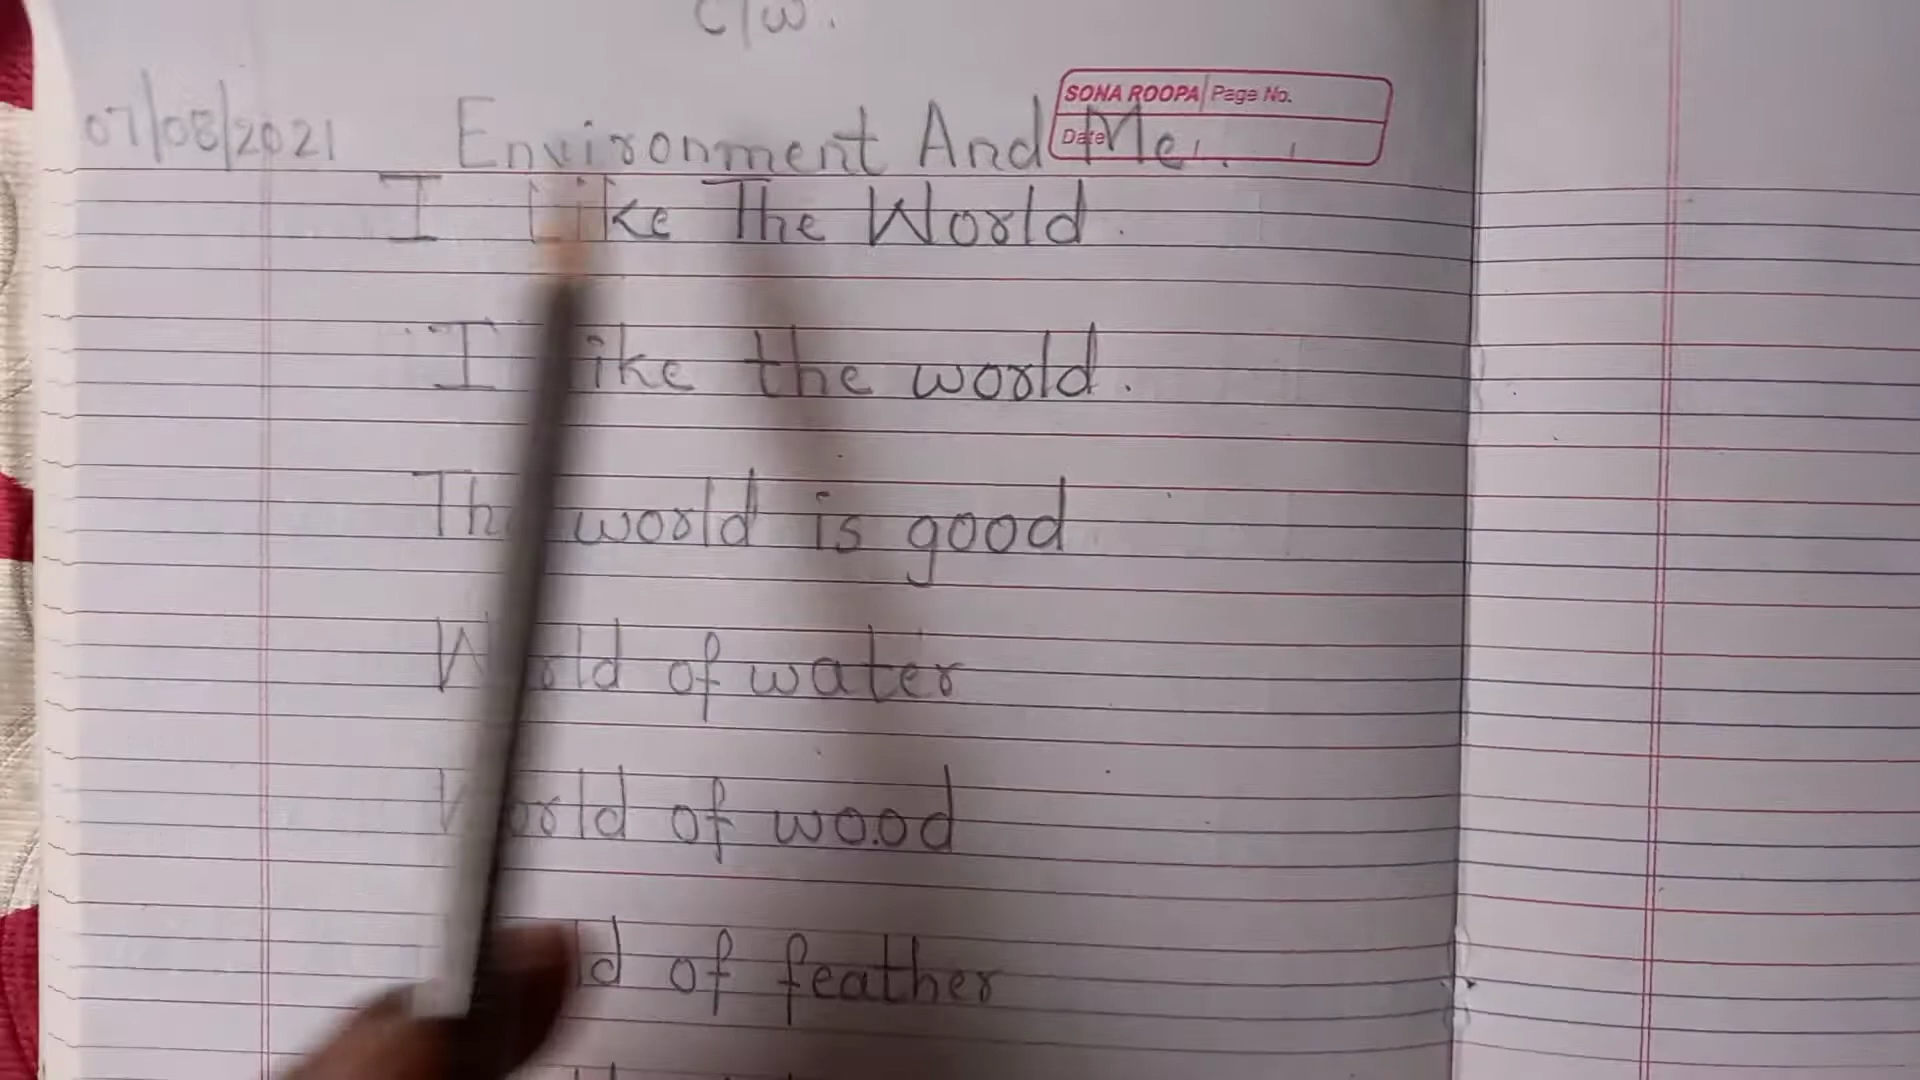 C/W.
SONA ROOPA Page No.
Date
07/08/2021 Environment And Me.
I Like The World.
I like the world.
The world is good
World of water
World of wood
of feather